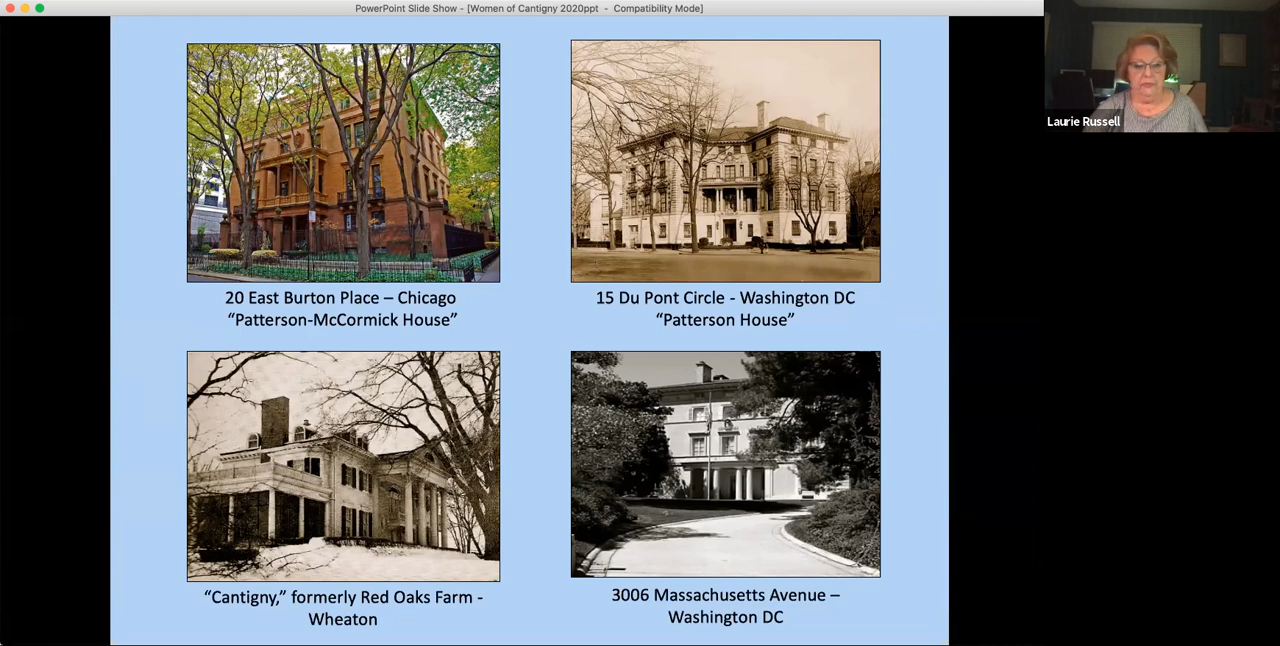 PowerPoint Slide Show - [Women of Cantigny 2020ppt - Compatibility Mode]
Laurie Russell
20 East Burton Place – Chicago
“Patterson-McCormick House”
15 Du Pont Circle - Washington DC
“Patterson House”
“Cantigny,” formerly Red Oaks Farm -
Wheaton
3006 Massachusetts Avenue –
Washington DC